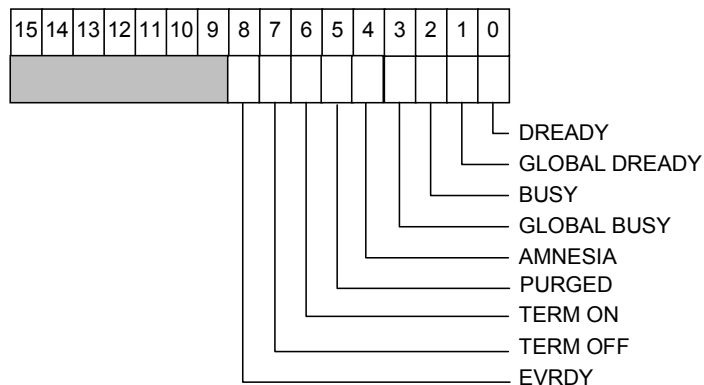 15 14 13 12 11 10 9 8 7 6 5 4 3 2 1 0
DREADY
GLOBAL DREADY
BUSY
GLOBAL BUSY
AMNESIA
PURGED
TERM ON
TERM OFF
EVRDY